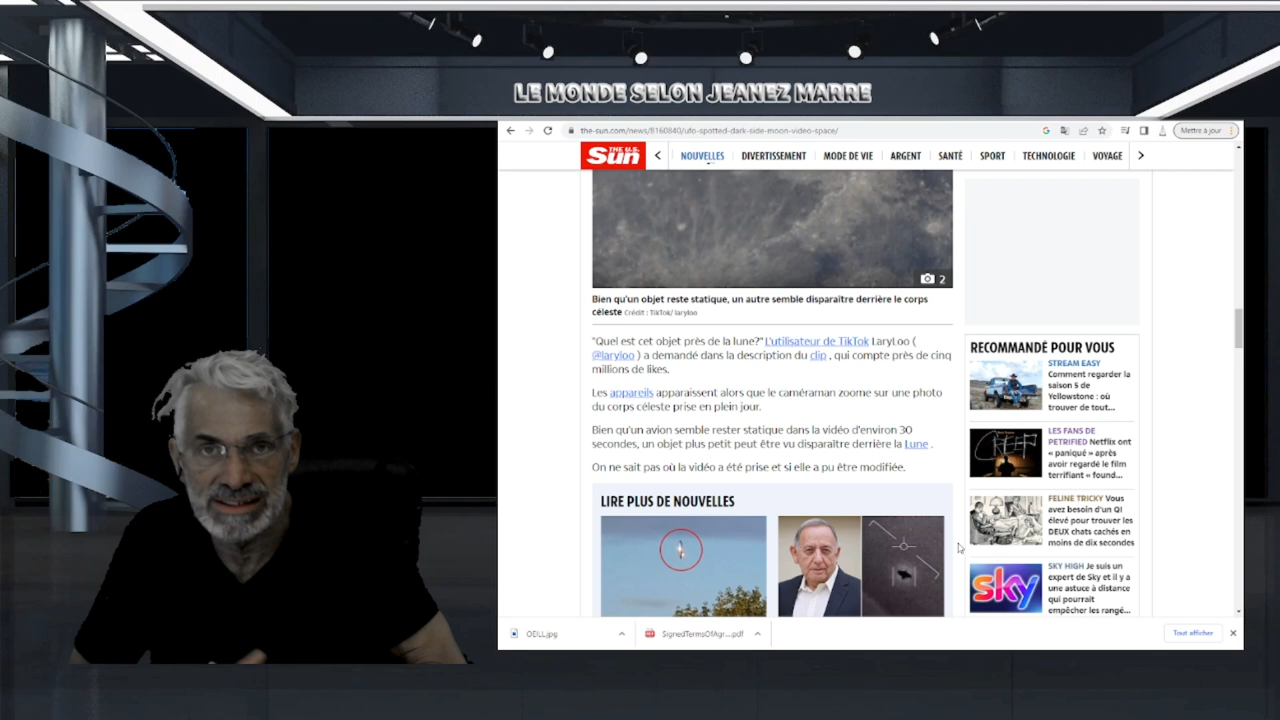 LE MONDE SELON JEANEZ MARRE
the-sun.com/news/8160840/ufo-spotted-dark-side-moon-video-space/
Mettre à jour
THE U.S. Sun
NOUVELLES DIVERTISSEMENT MODE DE VIE ARGENT SANTÉ SPORT TECHNOLOGIE VOYAGE
2
Bien qu'un objet reste statique, un autre semble disparaître derrière le corps
céleste Crédit : TikTok/ laryloo
"Quel est cet objet près de la lune?" L'utilisateur de TikTok LaryLoo (
@laryloo ) a demandé dans la description du clip , qui compte près de cinq
millions de likes.
Les appareils apparaissent alors que le caméraman zoome sur une photo
du corps céleste prise en plein jour.
Bien qu'un avion semble rester statique dans la vidéo d'environ 30
secondes, un objet plus petit peut être vu disparaître derrière la Lune .
On ne sait pas où la vidéo a été prise et si elle a pu être modifiée.
LIRE PLUS DE NOUVELLES
RECOMMANDÉ POUR VOUS
STREAM EASY
Comment regarder la
saison 5 de
Yellowstone : où
trouver de tout...
CREEP
LES FANS DE
PETRIFIED Netflix ont
« paniqué » après
avoir regardé le film
terrifiant « found...
FELINE TRICKY Vous
avez besoin d'un QI
élevé pour trouver les
DEUX chats cachés en
moins de dix secondes
sky
SKY HIGH Je suis un
expert de Sky et il y a
une astuce à distance
qui pourrait
empêcher les rangé...
OEILL.jpg
SignedTermsOfAgr....pdf
Tout afficher